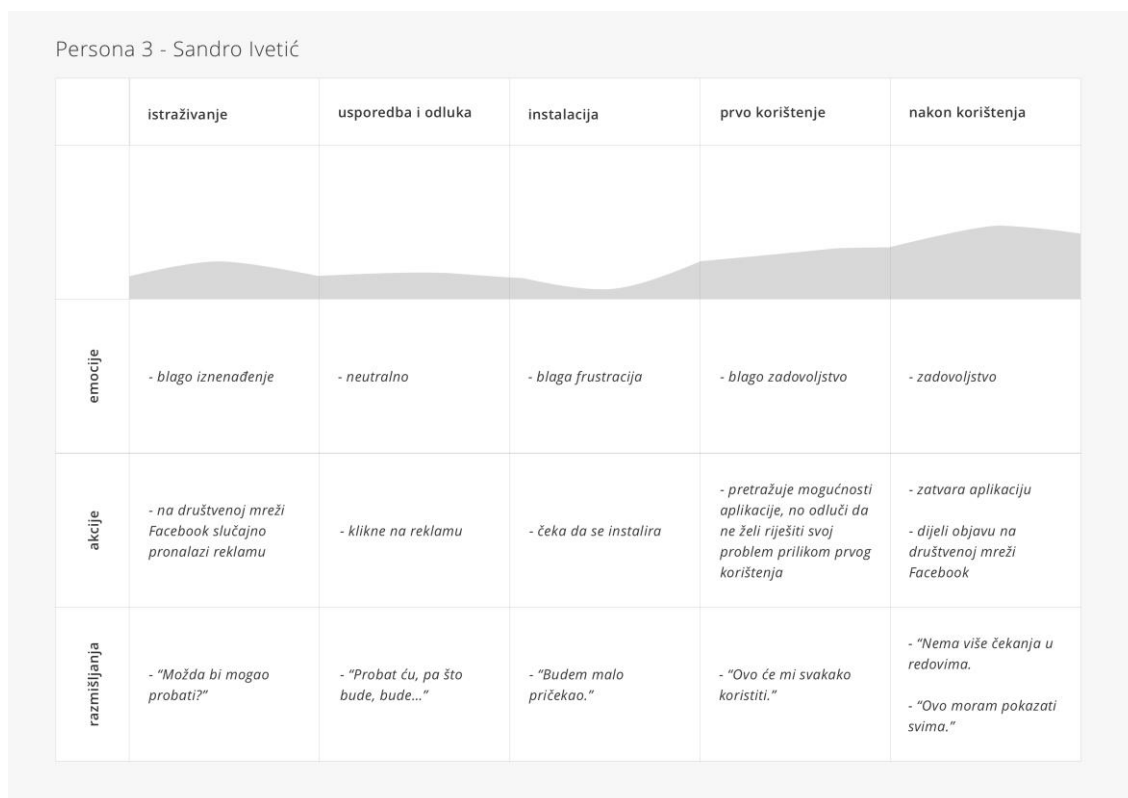 Persona 3 - Sandro Ivetić
istraživanje
usporedba i odluka
instalacija
prvo korištenje
nakon korištenja
emocije
- blago iznenađenje
- neutralno
- blaga frustracija
- blago zadovoljstvo
- zadovoljstvo
akcije
- na društvenoj mreži
Facebook slučajno
pronalazi reklamu
- klikne na reklamu
- čeka da se instalira
- pretražuje mogućnosti
aplikacije, no odluči da
ne želi riješiti svoj
problem prilikom prvog
korištenja
- zatvara aplikaciju
- dijeli objavu na
društvenoj mreži
Facebook
razmišljanja
- “Možda bi mogao
probati?”
- “Probat ću, pa što
bude, bude...”
- “Budem malo
pričekao.”
- “Ovo će mi svakako
koristiti.”
- “Nema više čekanja u
redovima.
- “Ovo moram pokazati
svima.”